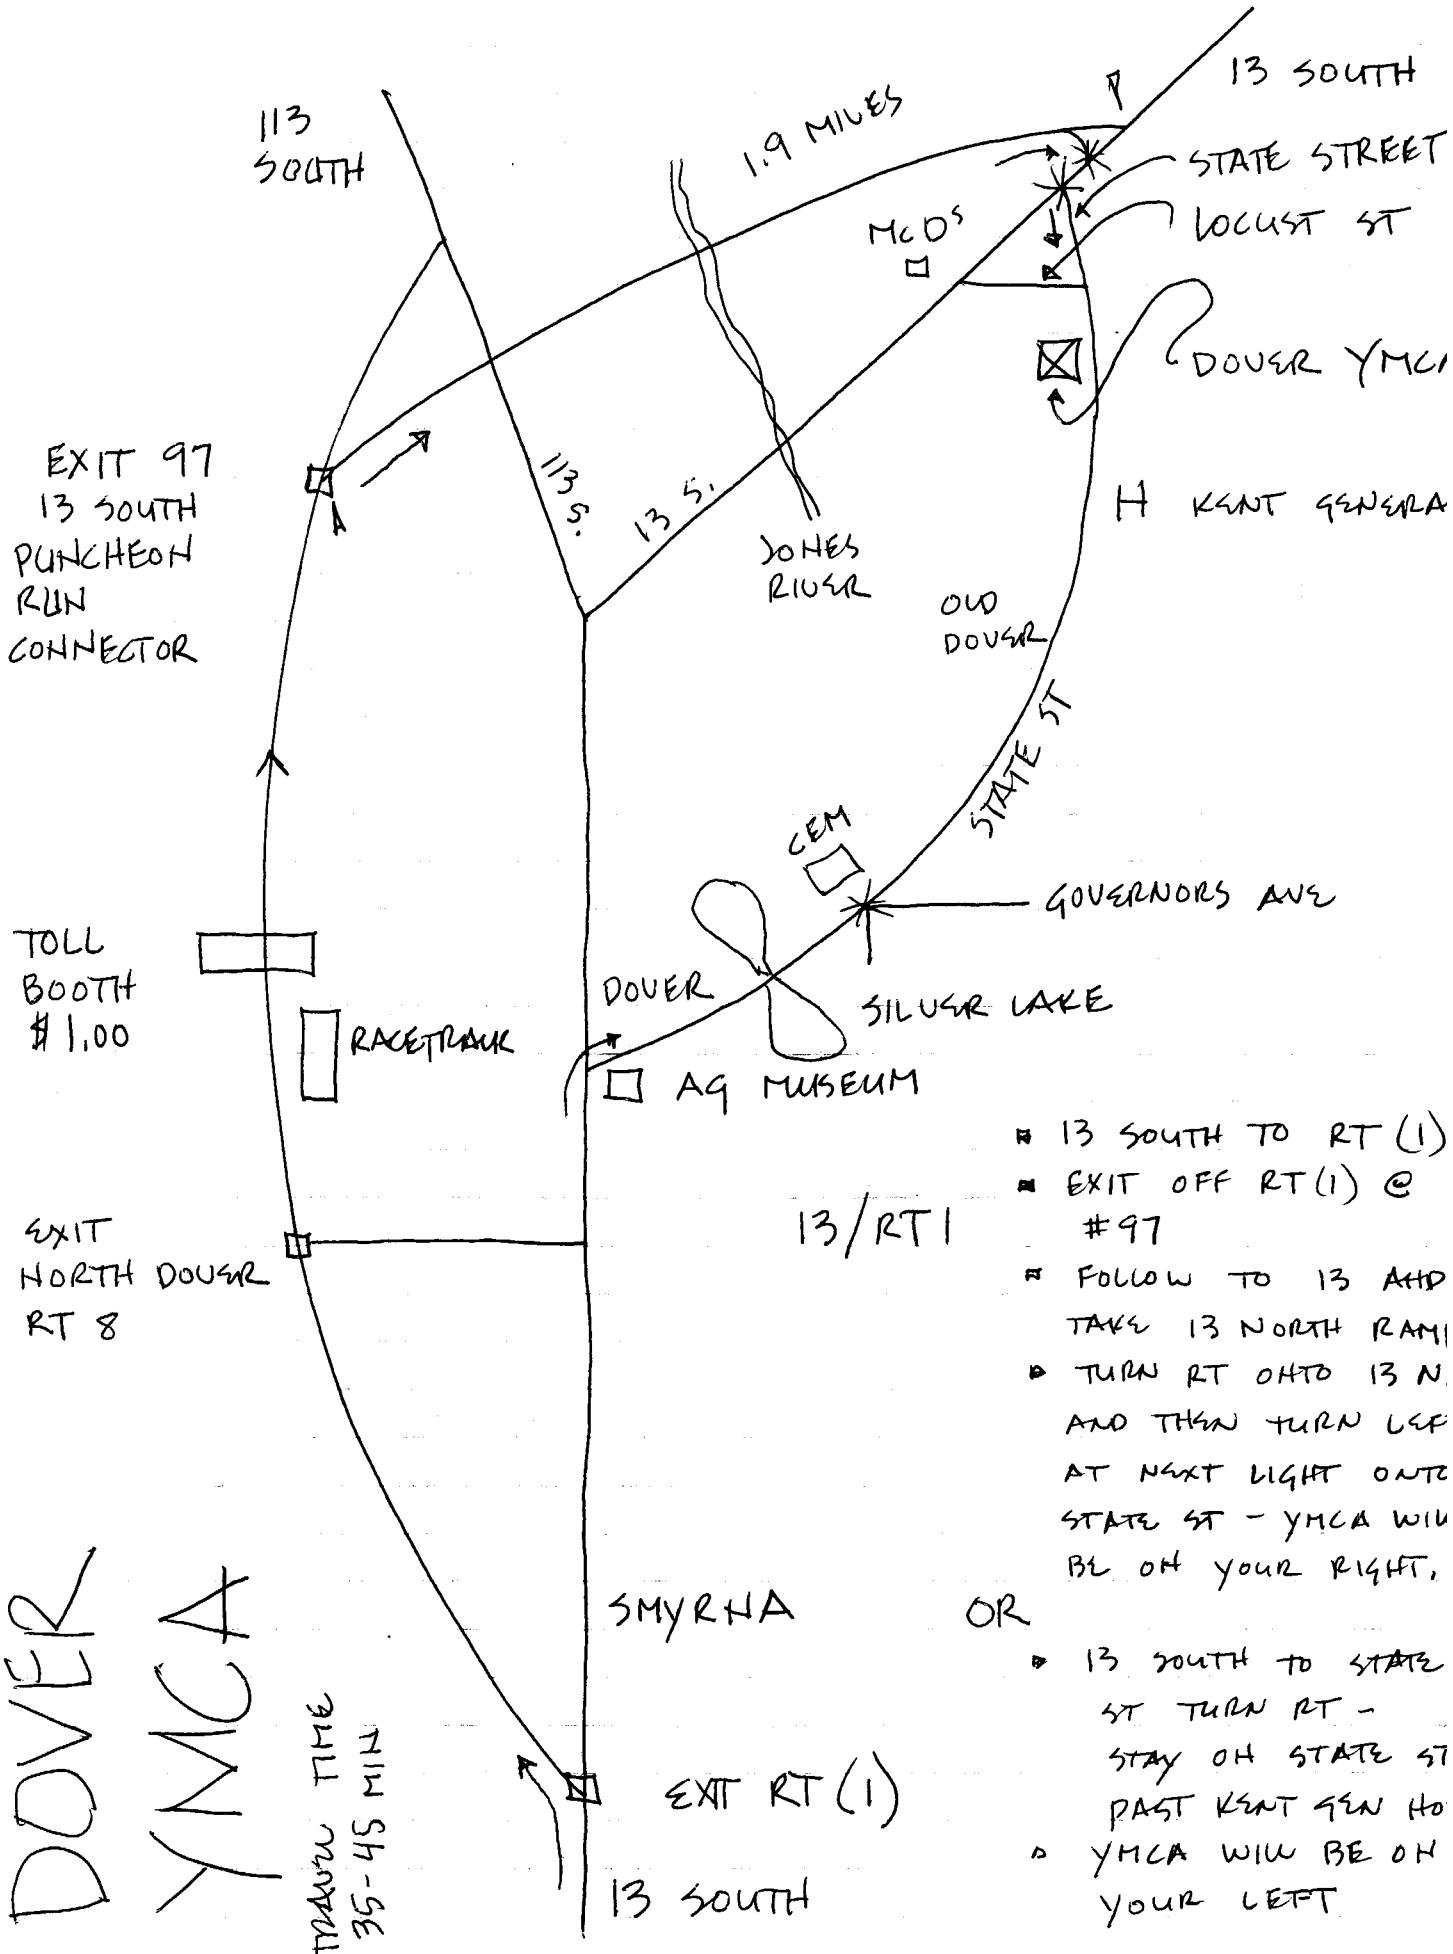 13 SOUTH
113
SOUTH
1.9 MILES
STATE STREET
McDs
LOCUST ST
DOVER YMCA
EXIT 97
13 SOUTH
PUNCHEON
RUN
CONNECTOR
113 S.
13 S.
JONES
RIVER
H KENT GENERA
OLD
DOVER
STATE ST
CEM
GOVERNORS AVE
TOLL
BOOTH
$1.00
RACETRACK
DOVER
SILVER LAKE
AG MUSEUM
EXIT
NORTH DOVER
RT 8
13/RT1
13 SOUTH TO RT (1)
EXIT OFF RT (1) @
#97
FOLLOW TO 13 AND
TAKE 13 NORTH RAMP
TURN RT ONTO 13 N.
AND THEN TURN LEFT
AT NEXT LIGHT ONTO
STATE ST - YMCA WILL
BE ON YOUR RIGHT.
SMYRNA
OR
13 SOUTH TO STATE
ST TURN RT -
STAY ON STATE ST
PAST KENT GEN HO
YMCA WILL BE ON
YOUR LEFT
EXIT RT (1)
13 SOUTH
DOVER
YMCA
TRAVEL TIME
35-45 MIN